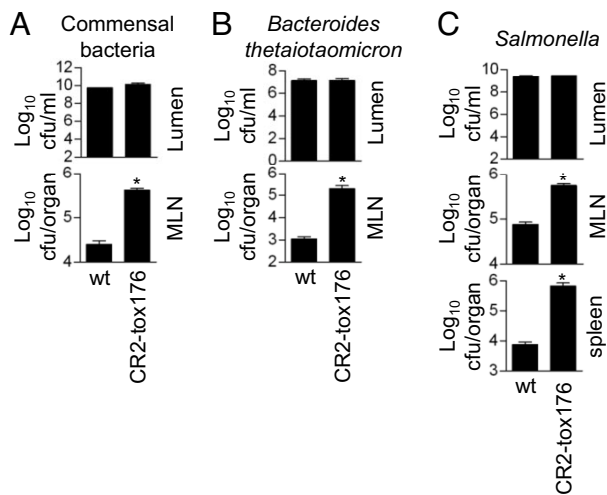 A
Commensal
bacteria
Log10
cfu/ml
12
10
8
6
4
2
Lumen
Log10
cfu/organ
6
5
4
*
MLN
wt
CR2-tox176
B
Bacteroides
thetaiotaomicron
Log10
cfu/ml
8
6
4
2
0
Lumen
Log10
cfu/organ
6
5
4
3
2
*
MLN
wt
CR2-tox176
C
Salmonella
Log10
cfu/ml
10
8
6
4
2
Lumen
Log10
cfu/organ
6
5
4
*
MLN
Log10
cfu/organ
6
5
4
3
*
spleen
wt
CR2-tox176